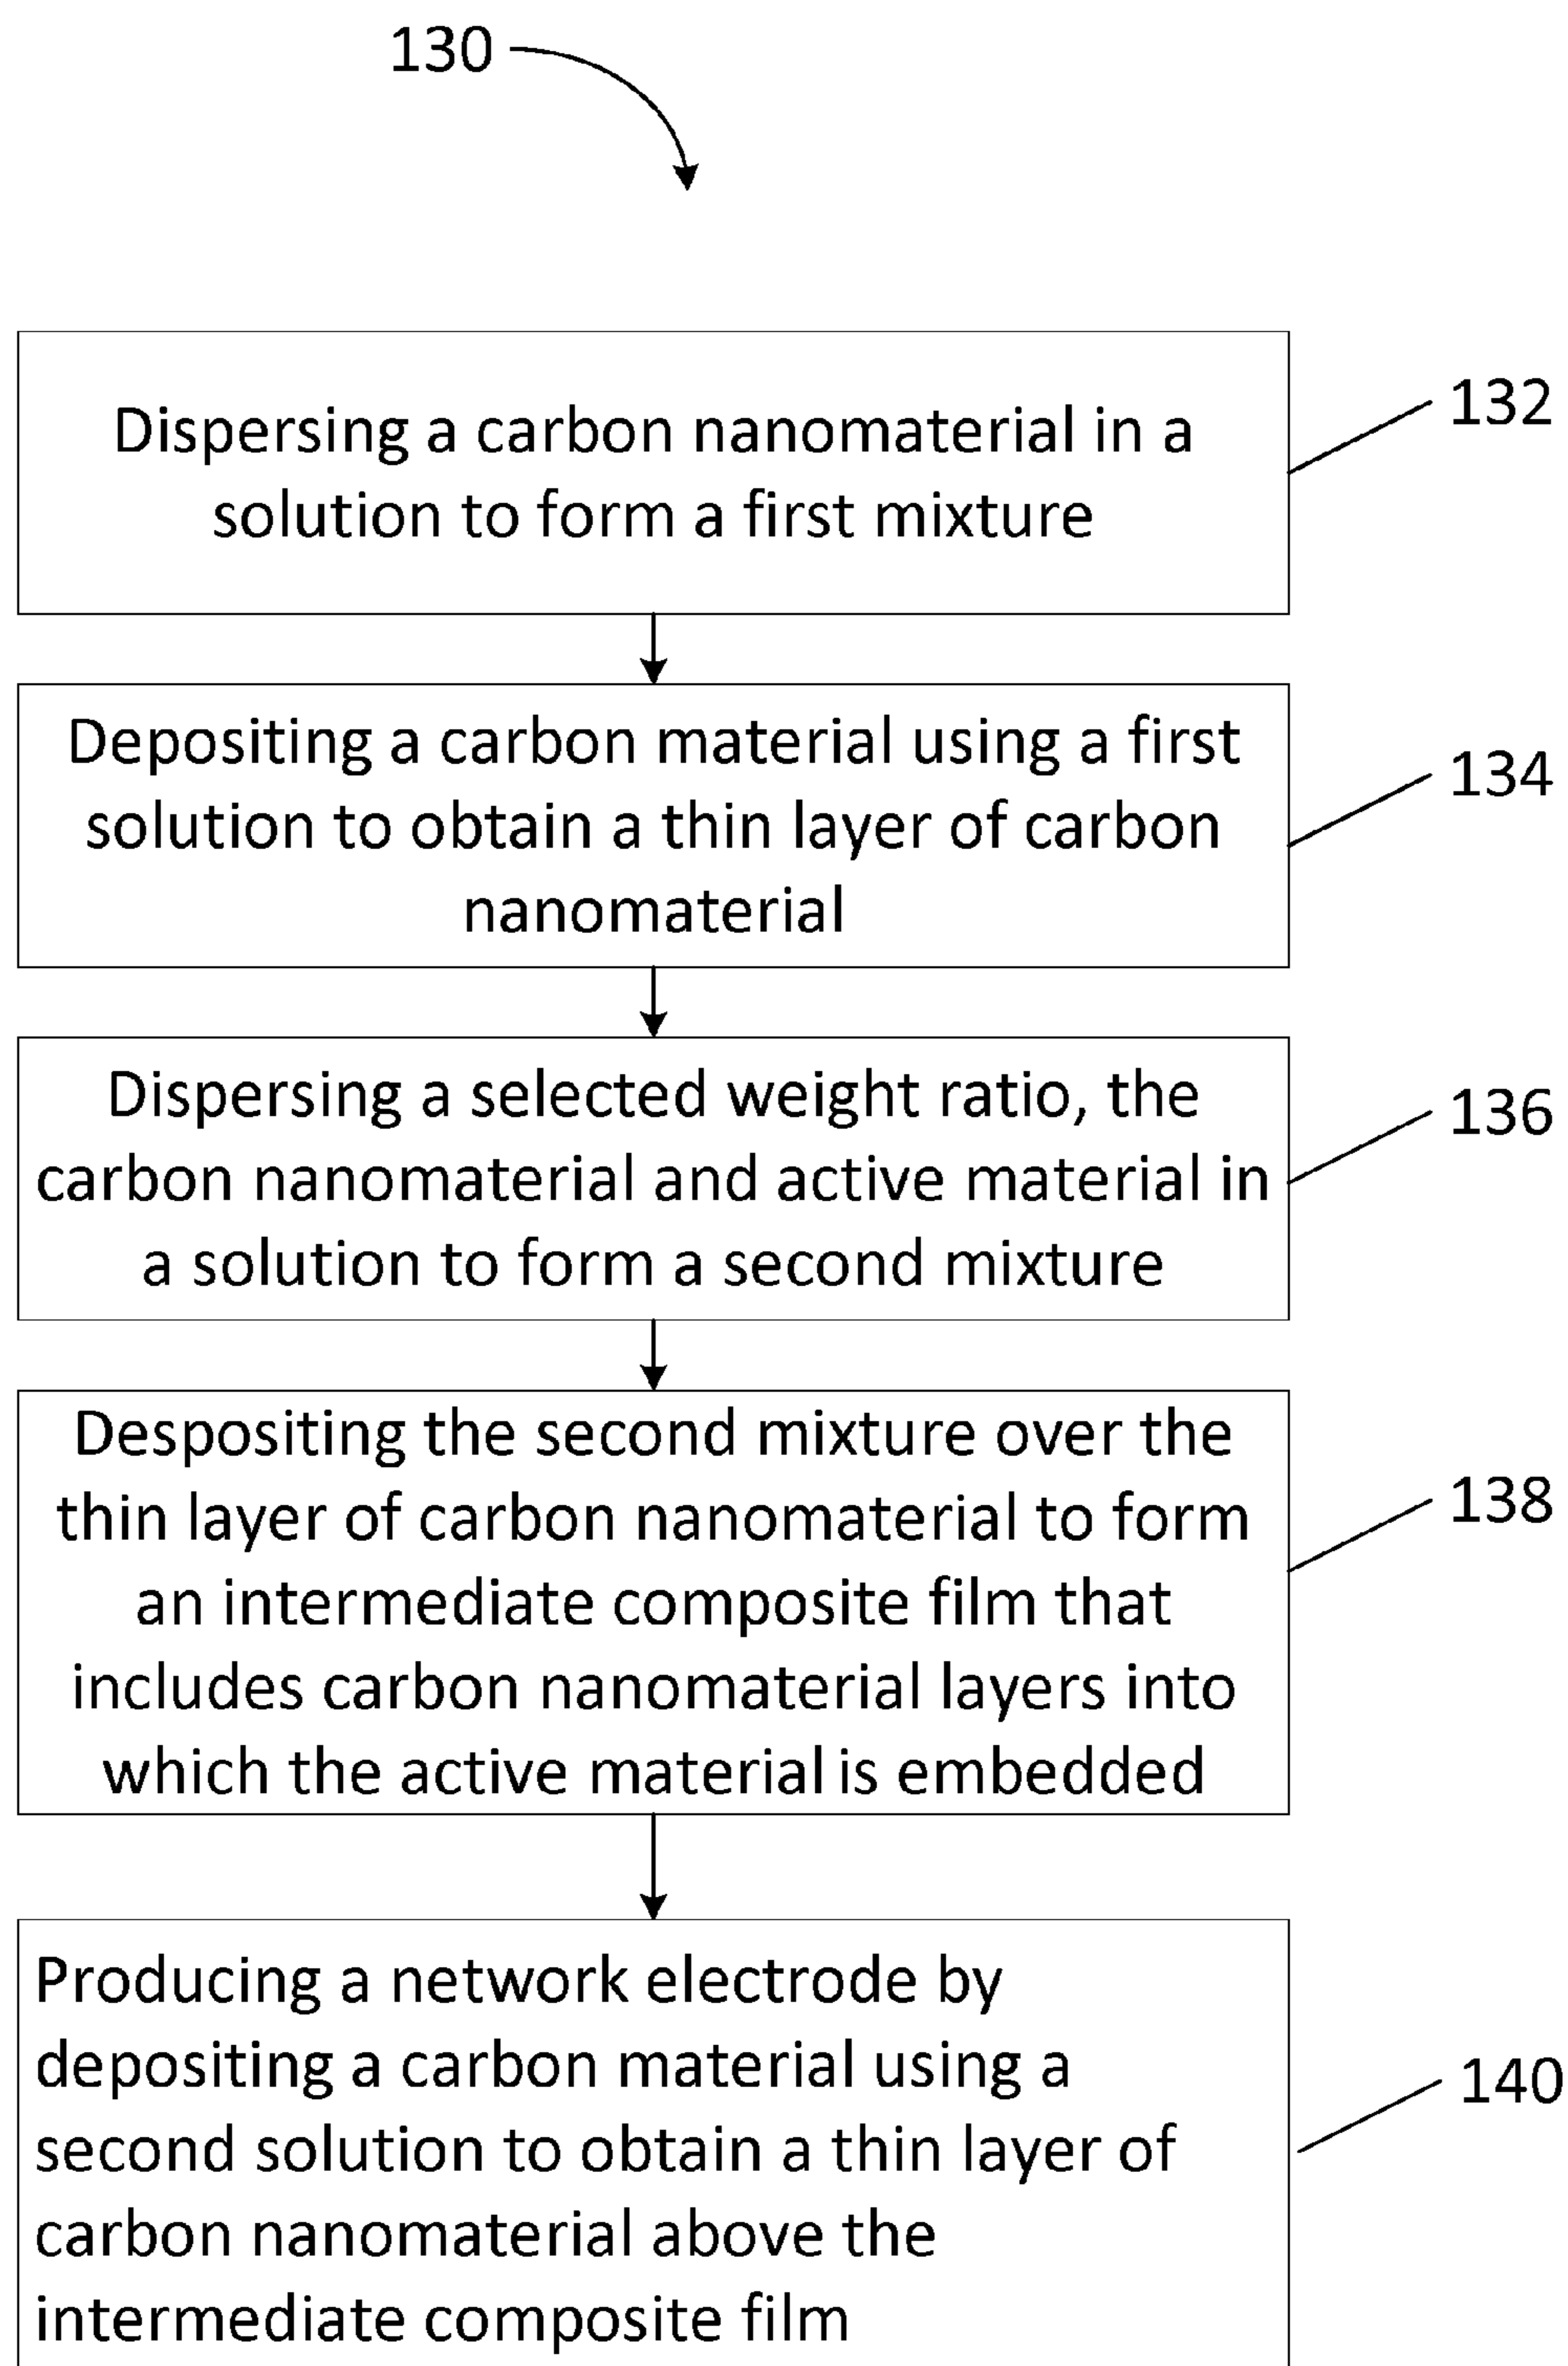 130
Dispersing a carbon nanomaterial in a
solution to form a first mixture
132
Depositing a carbon material using a first
solution to obtain a thin layer of carbon
nanomaterial
134
Dispersing a selected weight ratio, the
carbon nanomaterial and active material in
a solution to form a second mixture
136
Despositing the second mixture over the
thin layer of carbon nanomaterial to form
an intermediate composite film that
includes carbon nanomaterial layers into
which the active material is embedded
138
Producing a network electrode by
depositing a carbon material using a
second solution to obtain a thin layer of
carbon nanomaterial above the
intermediate composite film
140